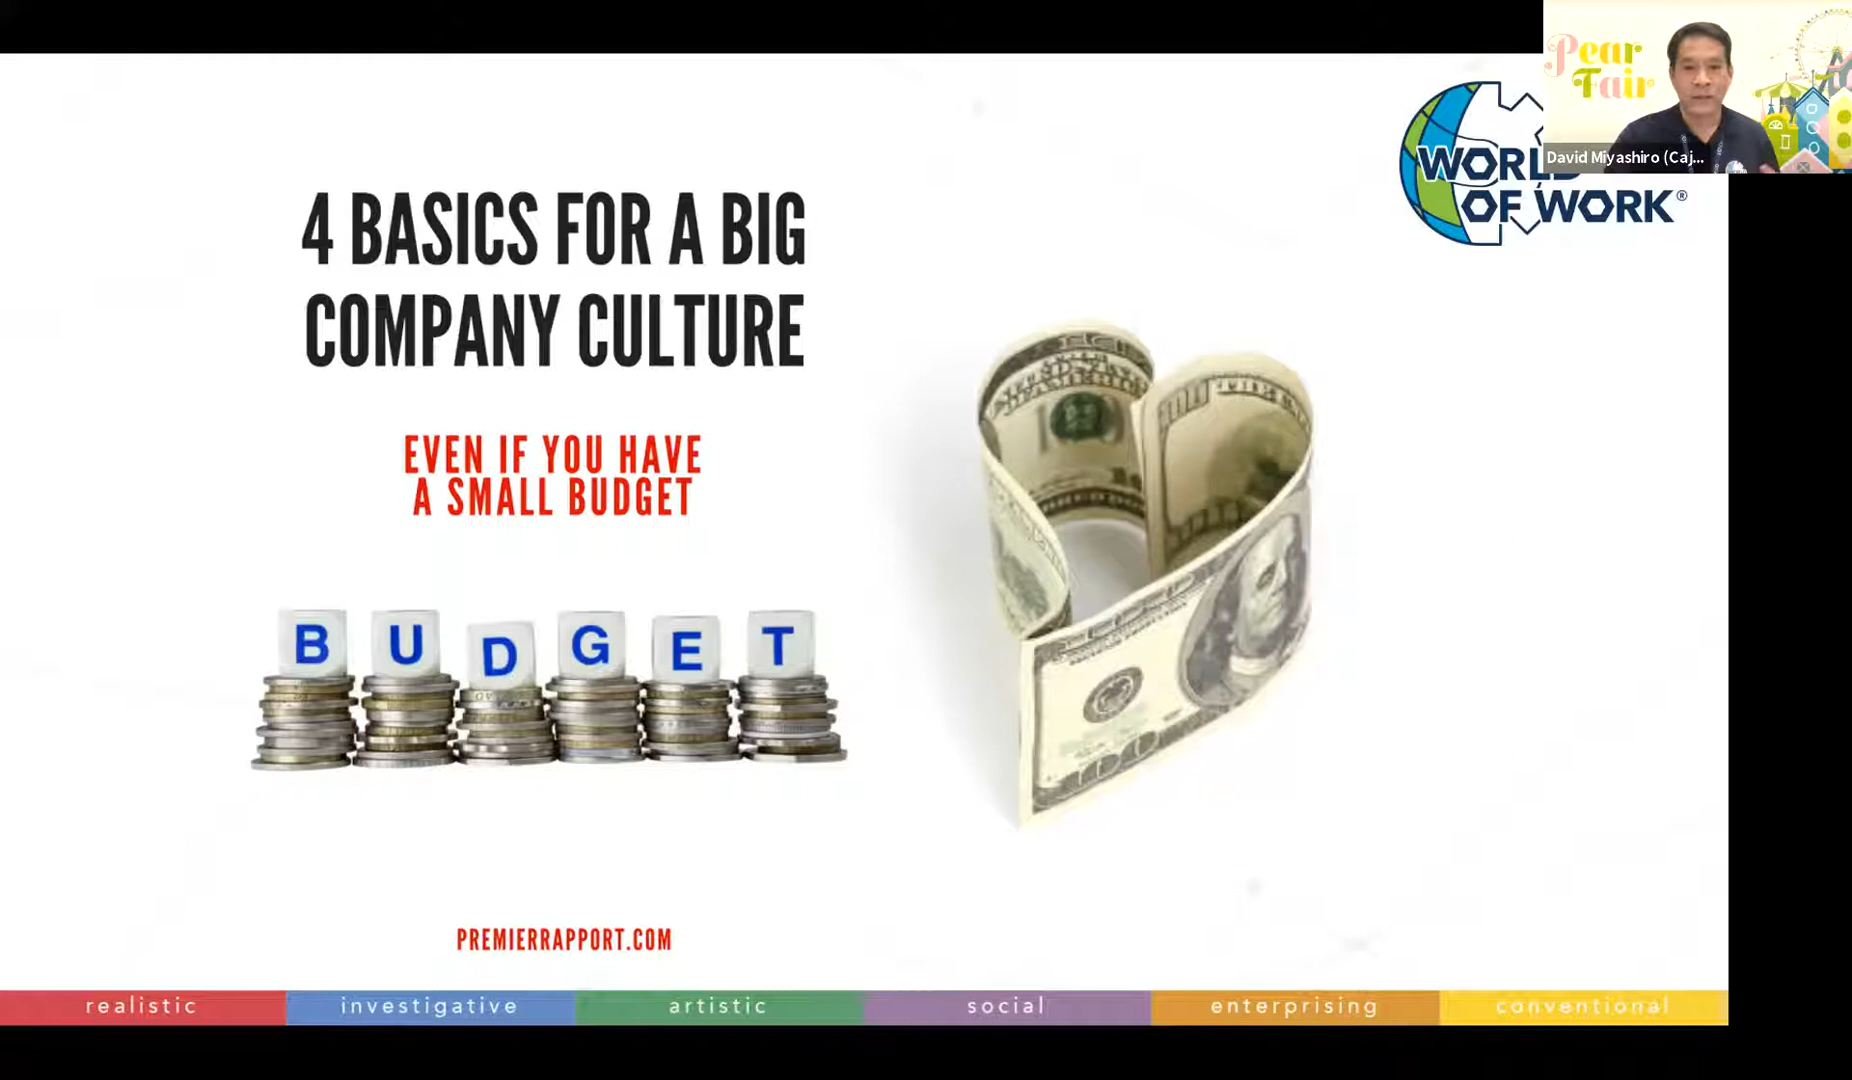 Pear
Fair
David Miyashiro (Caj...
WORLD
OF WORK®
4 BASICS FOR A BIG
COMPANY CULTURE
EVEN IF YOU HAVE
A SMALL BUDGET
BUDGET
PREMIERRAPPORT.COM
realistic investigative artistic social enterprising conventional